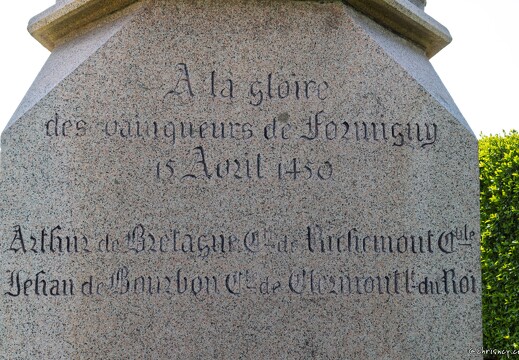 A la gloire
des vainqueurs de Formigny
15 Avril 1450
Arthur de Bretagne, Cte de Richemont Cble
Jehan de Bourbon Cte de Clermont Lt du Roi